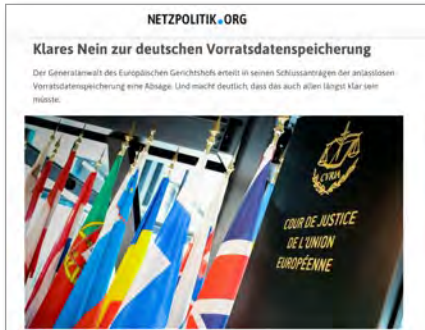 NETZPOLITIK.ORG
Klares Nein zur deutschen Vorratsdatenspeicherung
Der Generalanwalt des Europäischen Gerichtshofs erteilt in seinen Schlussanträgen der anlasslosen
Vorratsdatenspeicherung eine Absage. Und macht deutlich, dass das auch allen längst klar sein
müsste.
CVRIA
COUR DE JUSTICE
DE L'UNION
EUROPÉENNE